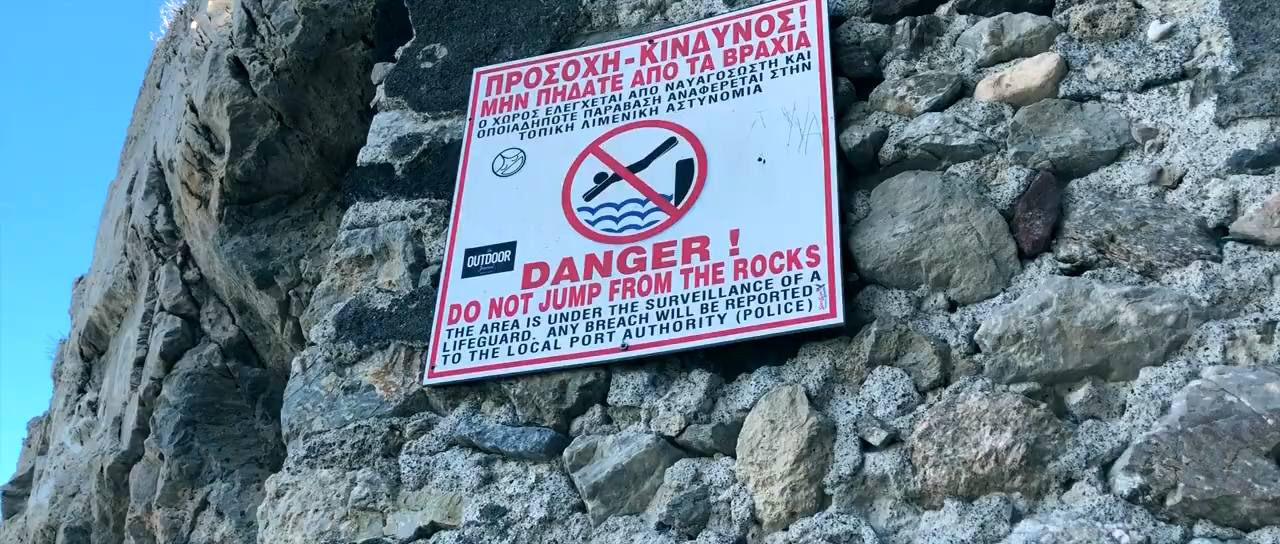 ΠΡΟΣΟΧΗ-ΚΙΝΔΥΝΟΣ!
ΜΗΝ ΠΗΔΑΤΕ ΑΠΟ ΤΑ ΒΡΑΧΙΑ
Ο ΧΩΡΟΣ ΕΛΕΓΧΕΤΑΙ ΑΠΟ ΝΑΥΑΓΟΣΩΣΤΗ ΚΑΙ
ΟΠΟΙΑΔΗΠΟΤΕ ΠΑΡΑΒΑΣΗ ΑΝΑΦΕΡΕΤΑΙ ΣΤΗΝ
ΤΟΠΙΚΗ ΛΙΜΕΝΙΚΗ ΑΣΤΥΝΟΜΙΑ
OUTDOOR
DANGER !
DO NOT JUMP FROM THE ROCKS
THE AREA IS UNDER THE SURVEILLANCE OF A
LIFEGUARD. ANY BREACH WILL BE REPORTED
TO THE LOCAL PORT AUTHORITY (POLICE)